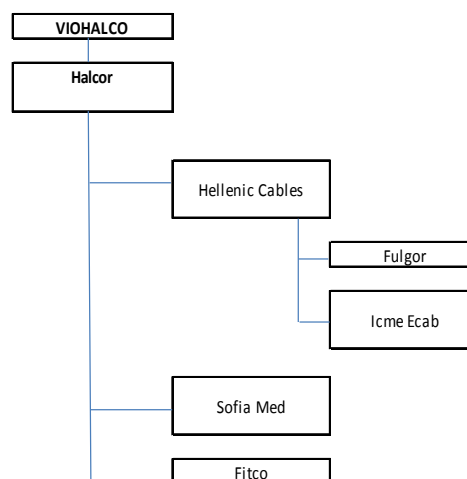 VIOHALCO
Halcor
Hellenic Cables
Fulgor
Icme Ecab
Sofia Med
Fitco